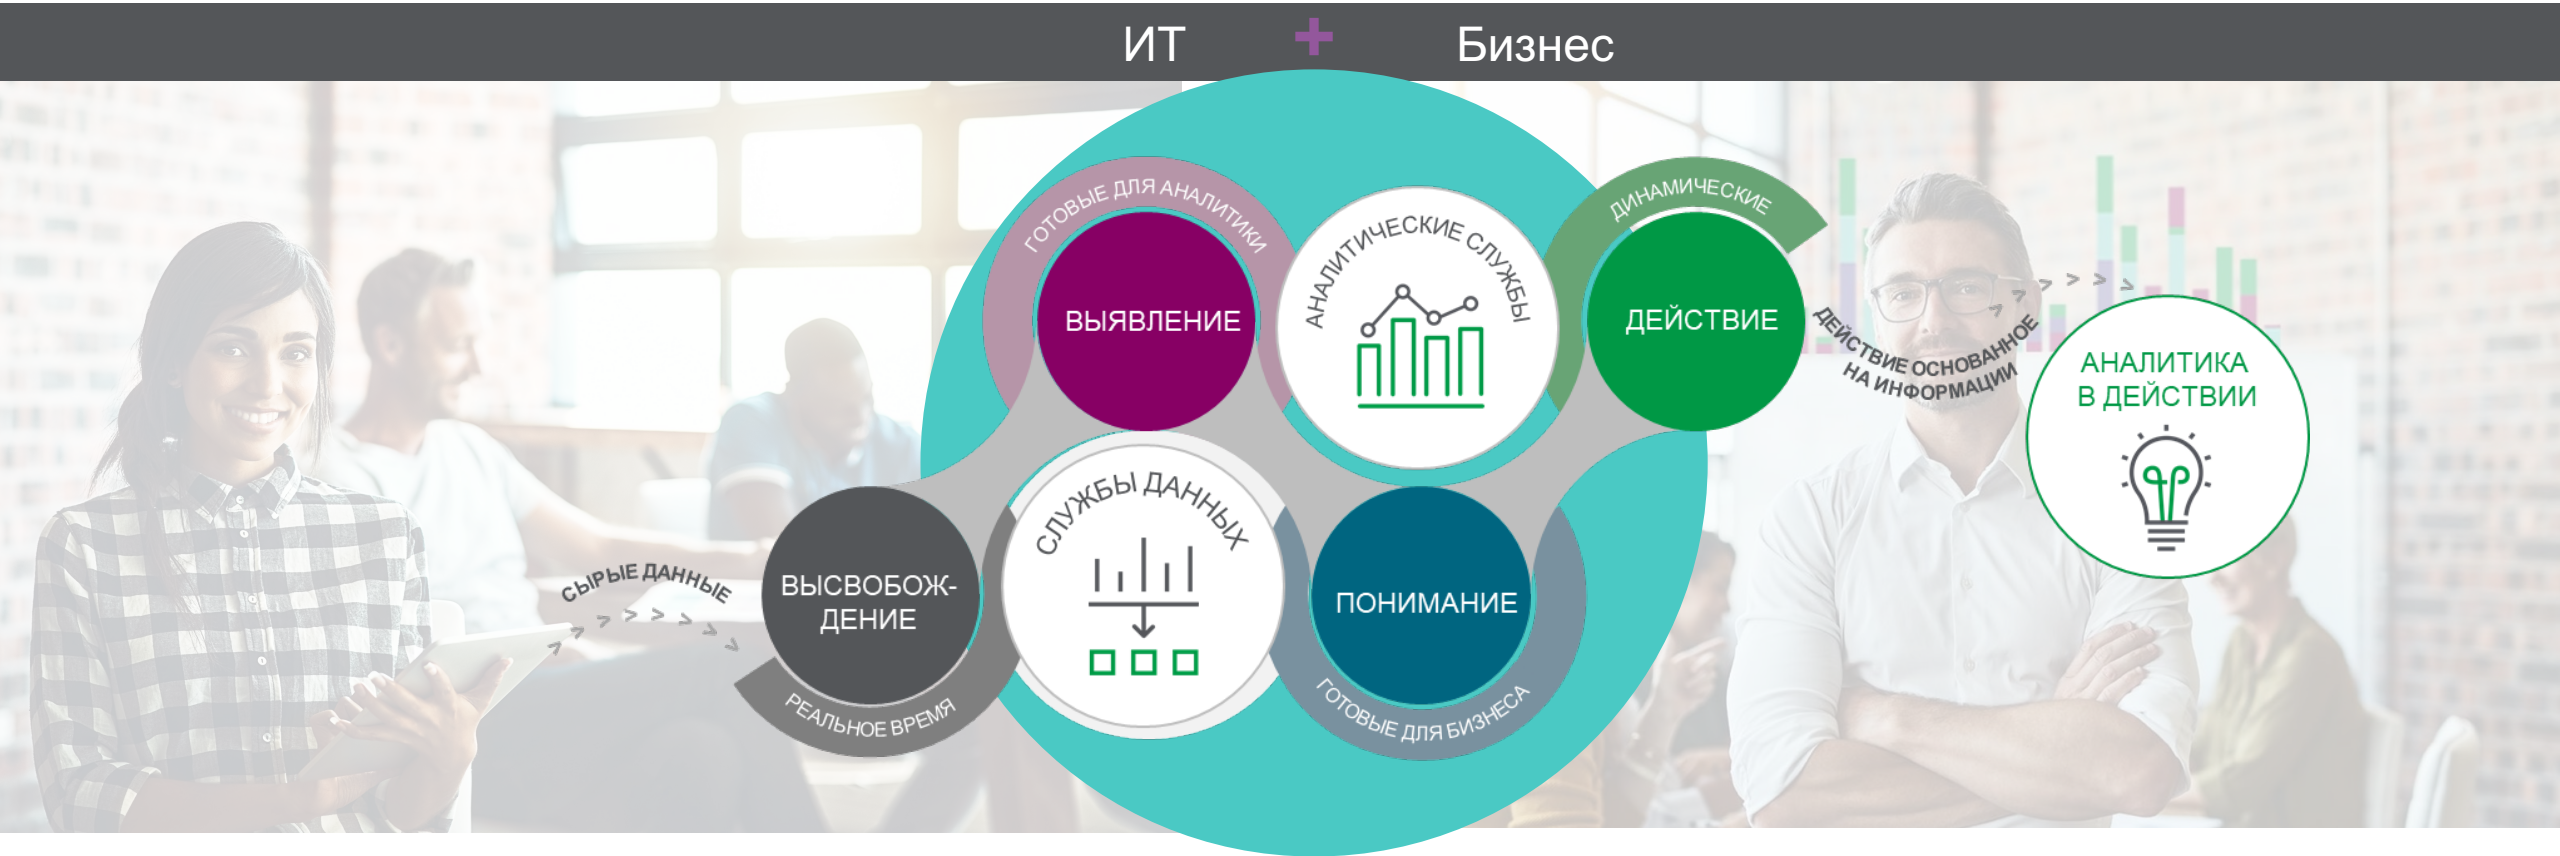 ИТ + Бизнес
СЫРЫЕ ДАННЫЕ
ВЫСВОБОЖ-
ДЕНИЕ
РЕАЛЬНОЕ ВРЕМЯ
ГОТОВЫЕ ДЛЯ АНАЛИТИКИ
ВЫЯВЛЕНИЕ
СЛУЖБЫ ДАННЫХ
АНАЛИТИЧЕСКИЕ СЛУЖБЫ
ПОНИМАНИЕ
ГОТОВЫЕ ДЛЯ БИЗНЕСА
ДИНАМИЧЕСКИЕ
ДЕЙСТВИЕ
ДЕЙСТВИЕ ОСНОВАННОЕ
НА ИНФОРМАЦИИ
АНАЛИТИКА
В ДЕЙСТВИИ